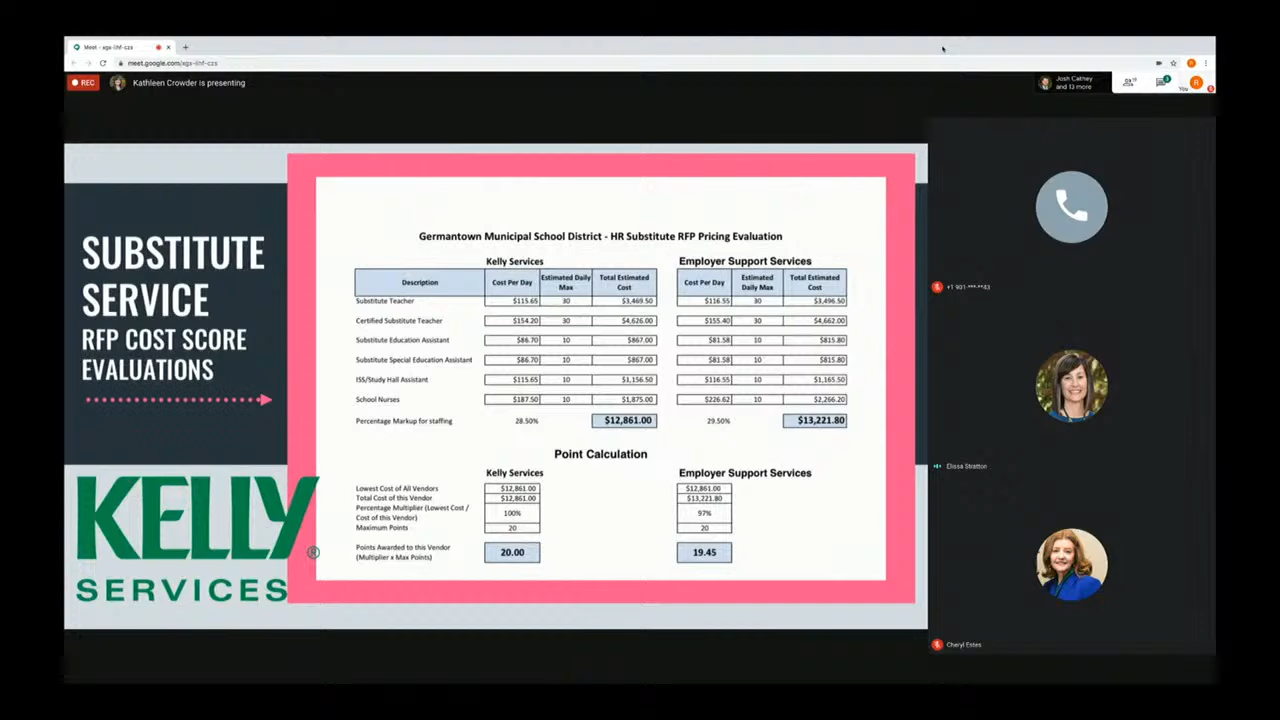 Meet - xgx-iihf-czs
meet.google.com/xgx-iihf-czs
REC
Kathleen Crowder is presenting
Josh Cathey
and 13 more
You
SUBSTITUTE
SERVICE
RFP COST SCORE
EVALUATIONS
KELLY
SERVICES
Germantown Municipal School District - HR Substitute RFP Pricing Evaluation
Kelly Services Employer Support Services
Description Cost Per Day Estimated Daily Max Total Estimated Cost Cost Per Day Estimated Daily Max Total Estimated Cost
Substitute Teacher $115.65 30 $3,469.50 $116.55 30 $3,496.50
Certified Substitute Teacher $154.20 30 $4,626.00 $155.40 30 $4,662.00
Substitute Education Assistant $86.70 10 $867.00 $81.58 10 $815.80
Substitute Special Education Assistant $86.70 10 $867.00 $81.58 10 $815.80
ISS/Study Hall Assistant $115.65 10 $1,156.50 $116.55 10 $1,165.50
School Nurses $187.50 10 $1,875.00 $226.62 10 $2,266.20
Percentage Markup for staffing 28.50% $12,861.00 29.50% $13,221.80
Point Calculation
Kelly Services Employer Support Services
Lowest Cost of All Vendors $12,861.00 $12,861.00
Total Cost of this Vendor $12,861.00 $13,221.80
Percentage Multiplier (Lowest Cost /
Cost of this Vendor) 100% 97%
Maximum Points 20 20
Points Awarded to this Vendor
(Multiplier x Max Points) 20.00 19.45
+1 901-***-**43
Elissa Stratton
Cheryl Estes